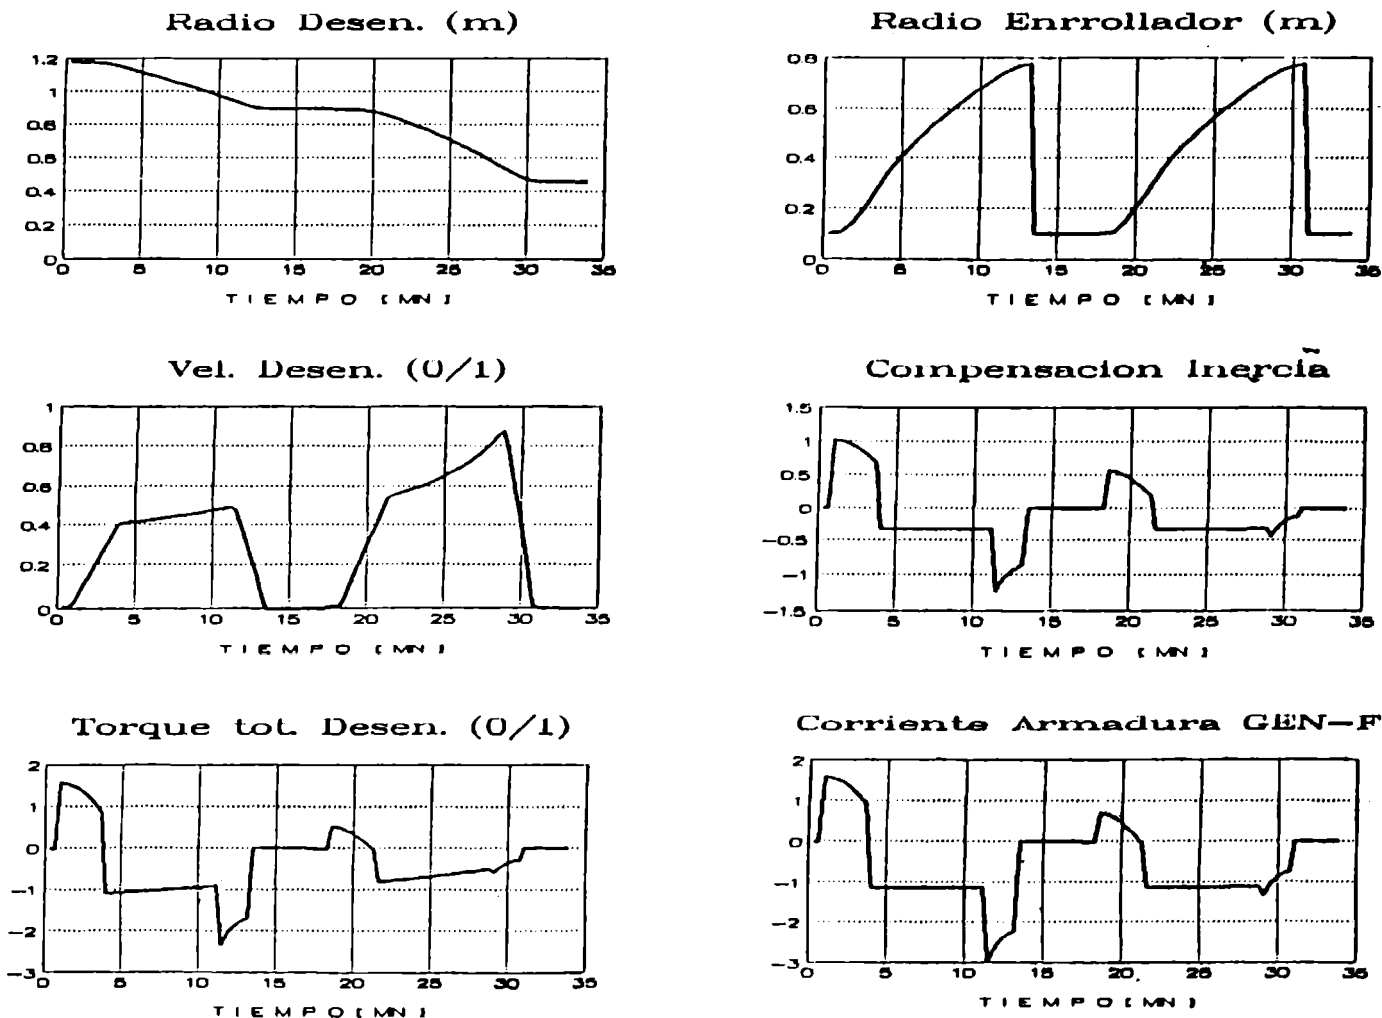 Radio Desen. (m)
1.2
1
0.8
0.6
0.4
0.2
0
0 5 10 15 20 25 30 35
TIEMPO [MN]
Radio Enrrollador (m)
0.8
0.6
0.4
0.2
0
0 5 10 15 20 25 30 35
TIEMPO [MN]
Vel. Desen. (0/1)
1
0.8
0.6
0.4
0.2
0
0 5 10 15 20 25 30 35
TIEMPO [MN]
Compensacion Inercia
1.5
1
0.5
0
-0.5
-1
-1.5
0 5 10 15 20 25 30 35
TIEMPO [MN]
Torque tot. Desen. (0/1)
2
1
0
-1
-2
-3
0 5 10 15 20 25 30 35
TIEMPO [MN]
Corriente Armadura GEN-F
2
1
0
-1
-2
-3
0 5 10 15 20 25 30 35
TIEMPO [MN]